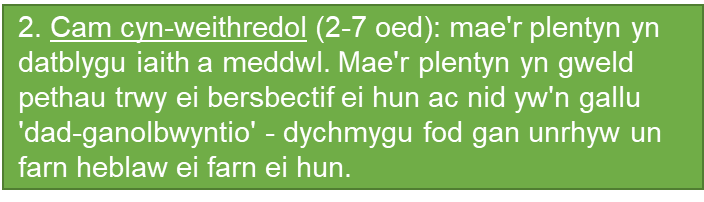 2. Cam cyn-weithredol (2-7 oed): mae'r plentyn yn
datblygu iaith a meddwl. Mae'r plentyn yn gweld
pethau trwy ei bersbectif ei hun ac nid yw'n gallu
'dad-ganolbwyntio' - dychmygu fod gan unrhyw un
farn heblaw ei farn ei hun.